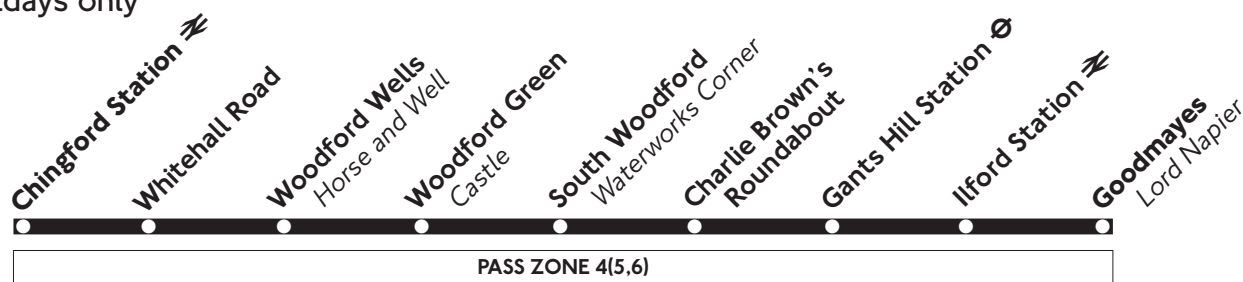 days only
Chingford Station
Whitehall Road
Woodford Wells
Horse and Well
Woodford Green
Castle
South Woodford
Waterworks Corner
Charlie Brown's
Roundabout
Gants Hill Station
Ilford Station
Goodmayes
Lord Napier
PASS ZONE 4(5,6)